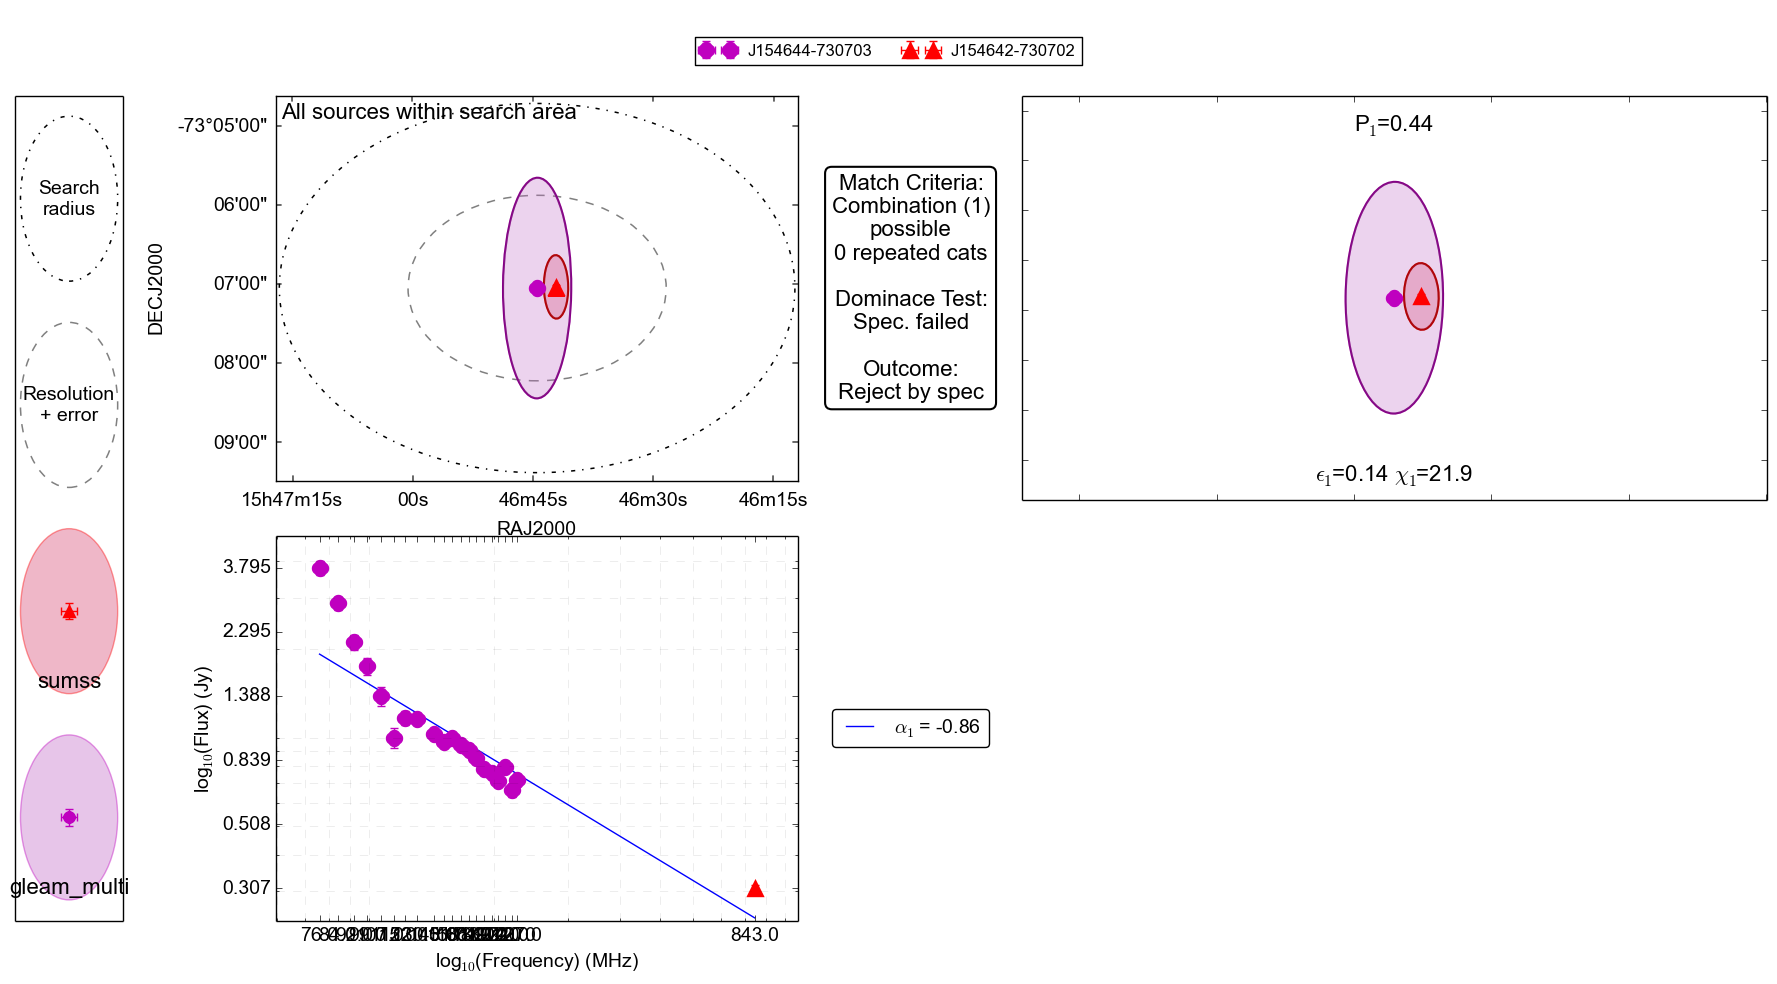 J154644-730703 J154642-730702
All sources within search area
P1=0.44
-73°05'00"
06'00"
07'00"
08'00"
09'00"
DECJ2000
15h47m15s 00s 46m45s 46m30s 46m15s
RAJ2000
Search
radius
Resolution
+ error
sumss
gleam_multi
Match Criteria:
Combination (1)
possible
0 repeated cats
Dominace Test:
Spec. failed
Outcome:
Reject by spec
ϵ1=0.14 χ1=21.9
3.795
2.295
1.388
0.839
0.508
0.307
log10(Flux) (Jy)
843.0
log10(Frequency) (MHz)
α1 = -0.86